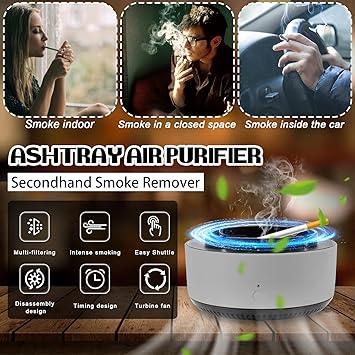 Smoke indoor
Smoke in a closed space
Smoke inside the car
ASHTRAY AIR PURIFIER
Secondhand Smoke Remover
Multi-filtering
Intense smoking
Easy Shuttle
Disassembly
design
Timing design
Turbine fan